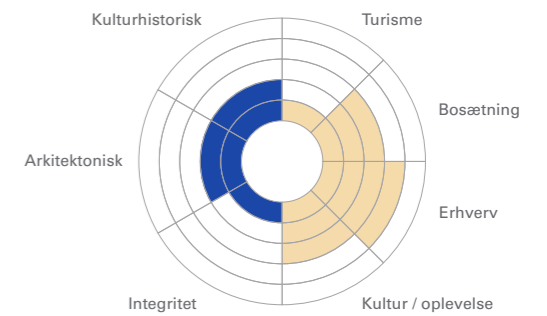 Kulturhistorisk
Turisme
Bosætning
Arkitektonisk
Erhverv
Integritet
Kultur / oplevelse